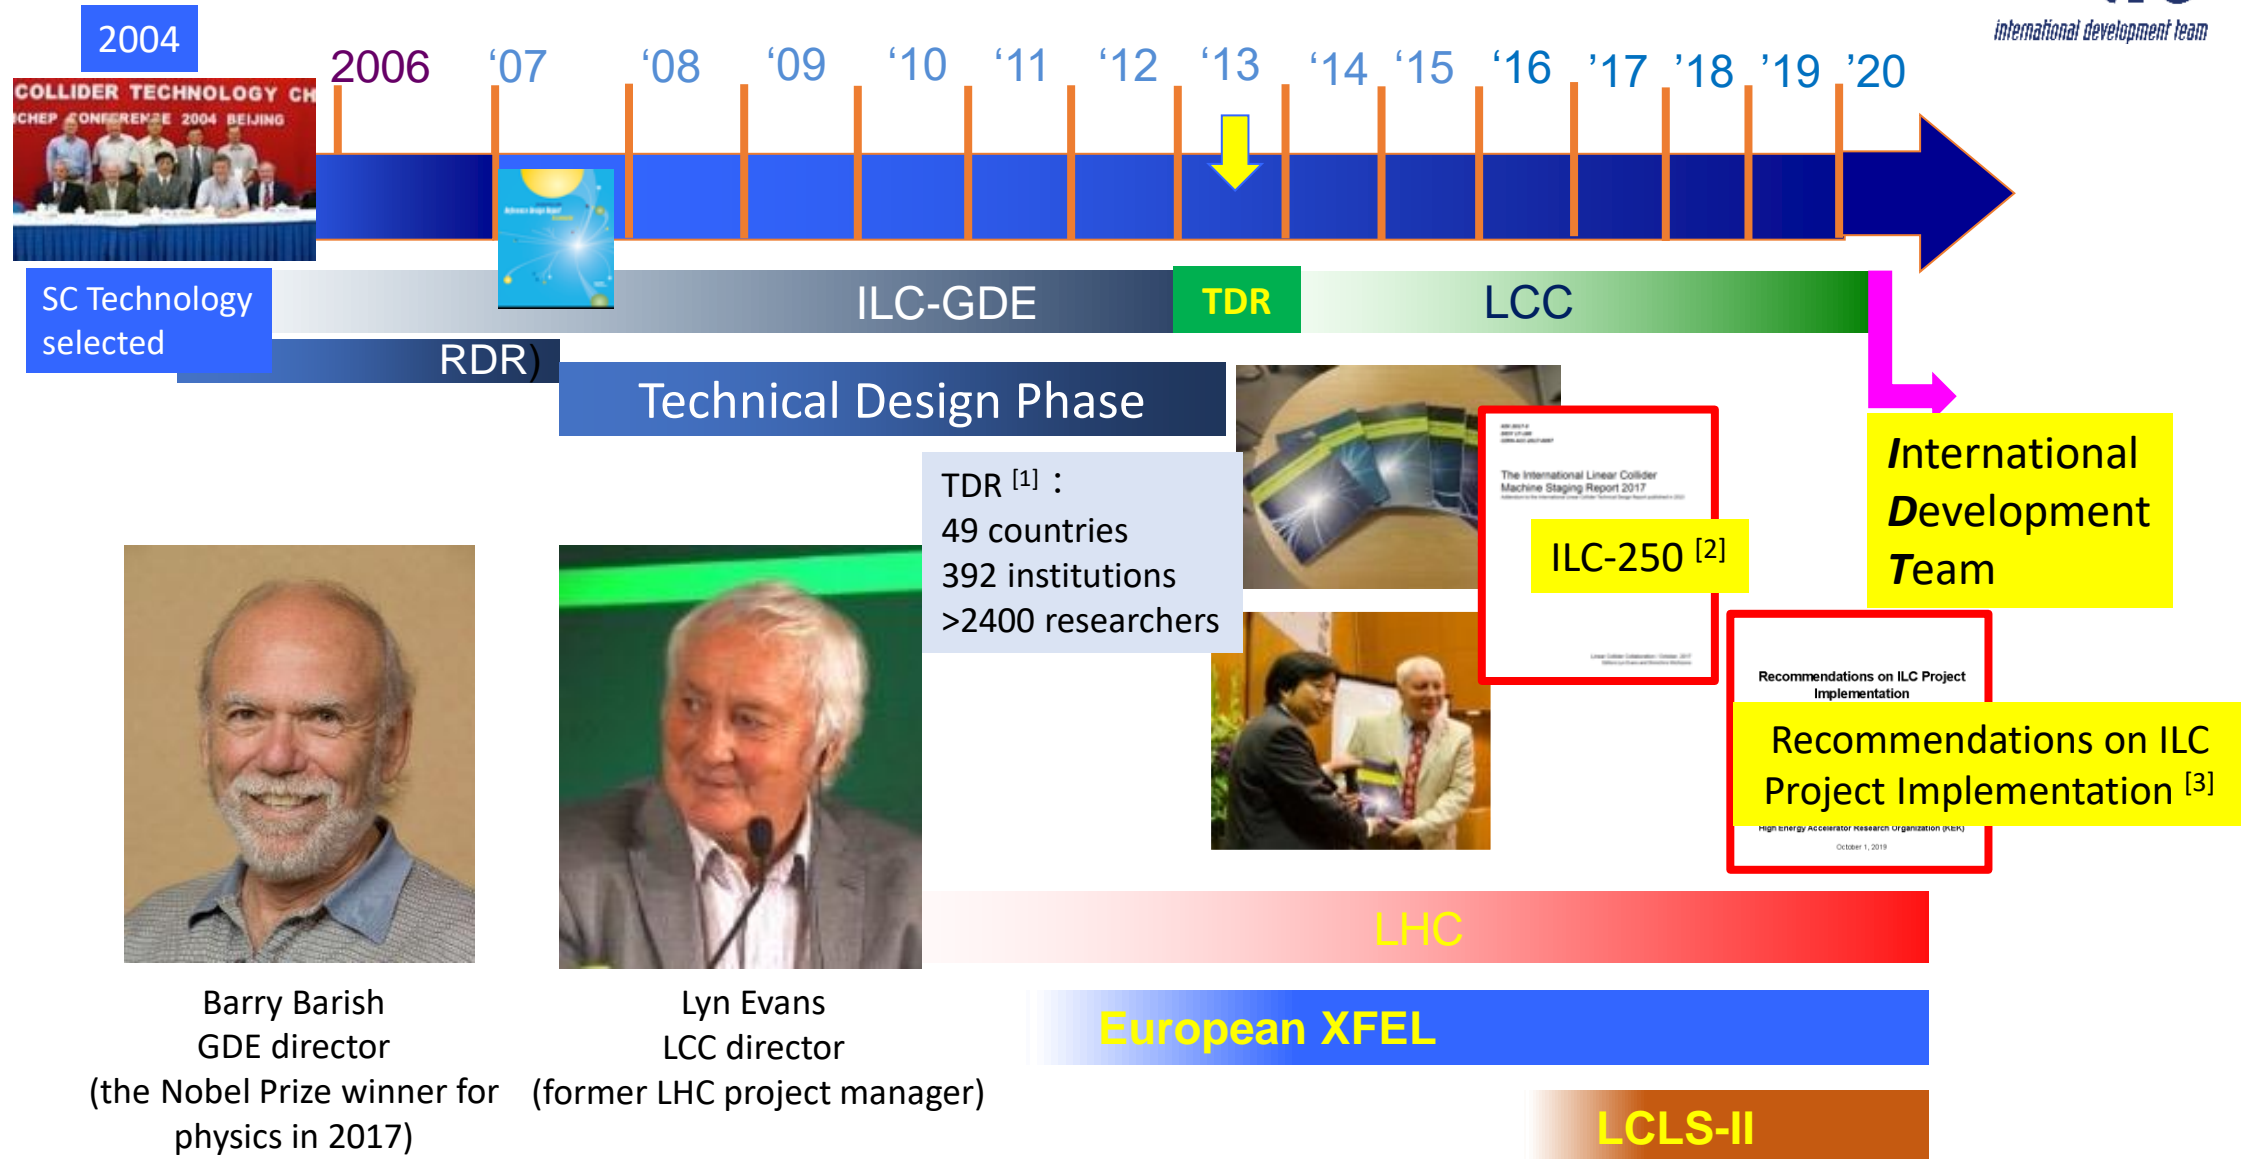 international development team
2004
2006 ‘07 ‘08 ‘09 ‘10 ‘11 ‘12 ‘13 ‘14 ‘15 ‘16 ’17 ’18 ’19 ’20
COLLIDER TECHNOLOGY CH
ICHEP CONFERENCE 2004 BEIJING
SC Technology
selected
ILC-GDE
TDR
LCC
RDR)
Technical Design Phase
TDR [1] :
49 countries
392 institutions
>2400 researchers
The International Linear Collider
Machine Staging Report 2017
ILC-250 [2]
International
Development
Team
Recommendations on ILC Project
Implementation
Recommendations on ILC
Project Implementation [3]
High Energy Accelerator Research Organization (KEK)
October 1, 2019
LHC
European XFEL
LCLS-II
Barry Barish
GDE director
(the Nobel Prize winner for
physics in 2017)
Lyn Evans
LCC director
(former LHC project manager)